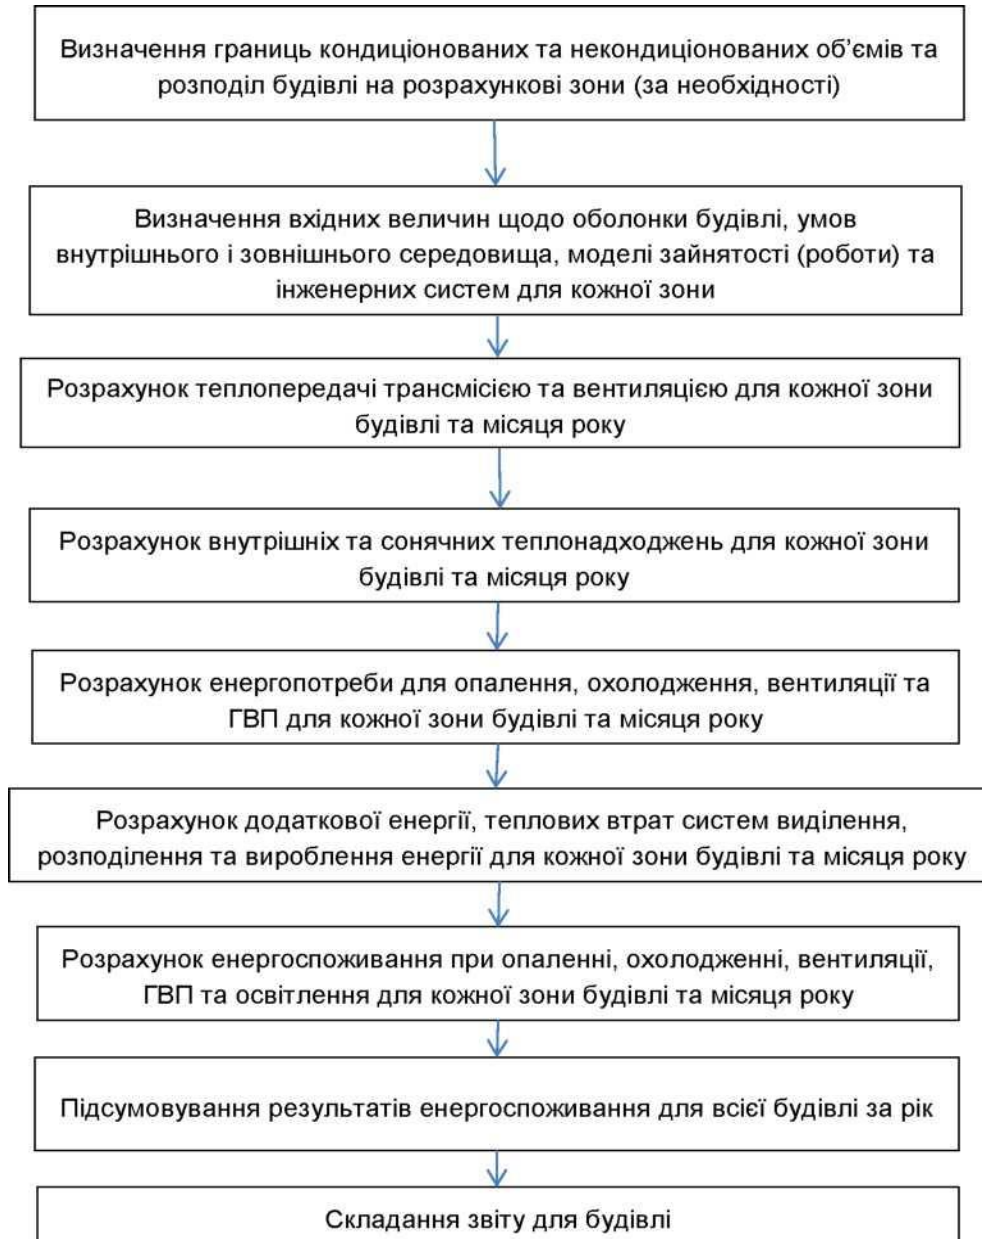 Визначення границь кондиціонованих та некондиціонованих об’ємів та
розподіл будівлі на розрахункові зони (за необхідності)
Визначення вхідних величин щодо оболонки будівлі, умов
внутрішнього і зовнішнього середовища, моделі зайнятості (роботи) та
інженерних систем для кожної зони
Розрахунок теплопередачі трансмісією та вентиляцією для кожної зони
будівлі та місяця року
Розрахунок внутрішніх та сонячних теплонадходжень для кожної зони
будівлі та місяця року
Розрахунок енергопотреби для опалення, охолодження, вентиляції та
ГВП для кожної зони будівлі та місяця року
Розрахунок додаткової енергії, теплових втрат систем виділення,
розподілення та вироблення енергії для кожної зони будівлі та місяця року
Розрахунок енергоспоживання при опаленні, охолодженні, вентиляції,
ГВП та освітлення для кожної зони будівлі та місяця року
Підсумовування результатів енергоспоживання для всієї будівлі за рік
Складання звіту для будівлі